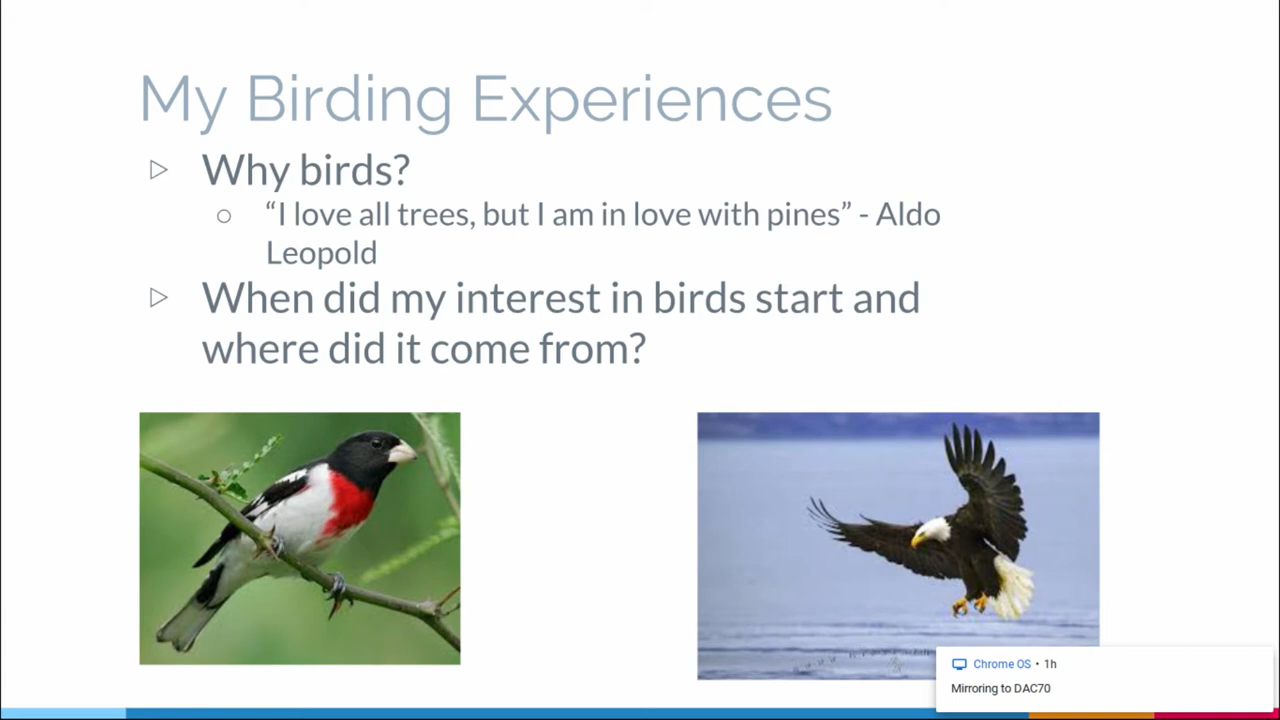 My Birding Experiences
Why birds?
“I love all trees, but I am in love with pines” - Aldo
Leopold
When did my interest in birds start and
where did it come from?
Chrome OS • 1h
Mirroring to DAC70